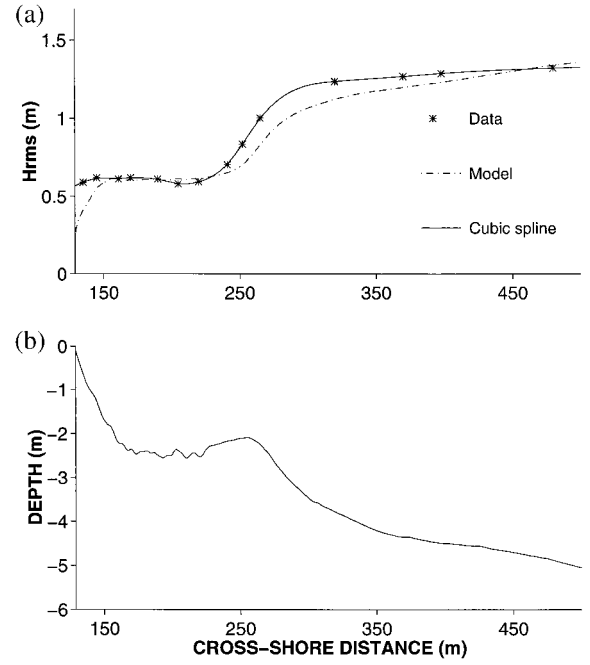 (a)
1.5
1
0.5
0
Hrms (m)
Data
Model
Cubic spline
150 250 350 450
(b)
0
−1
−2
−3
−4
−5
−6
DEPTH (m)
150 250 350 450
CROSS−SHORE DISTANCE (m)